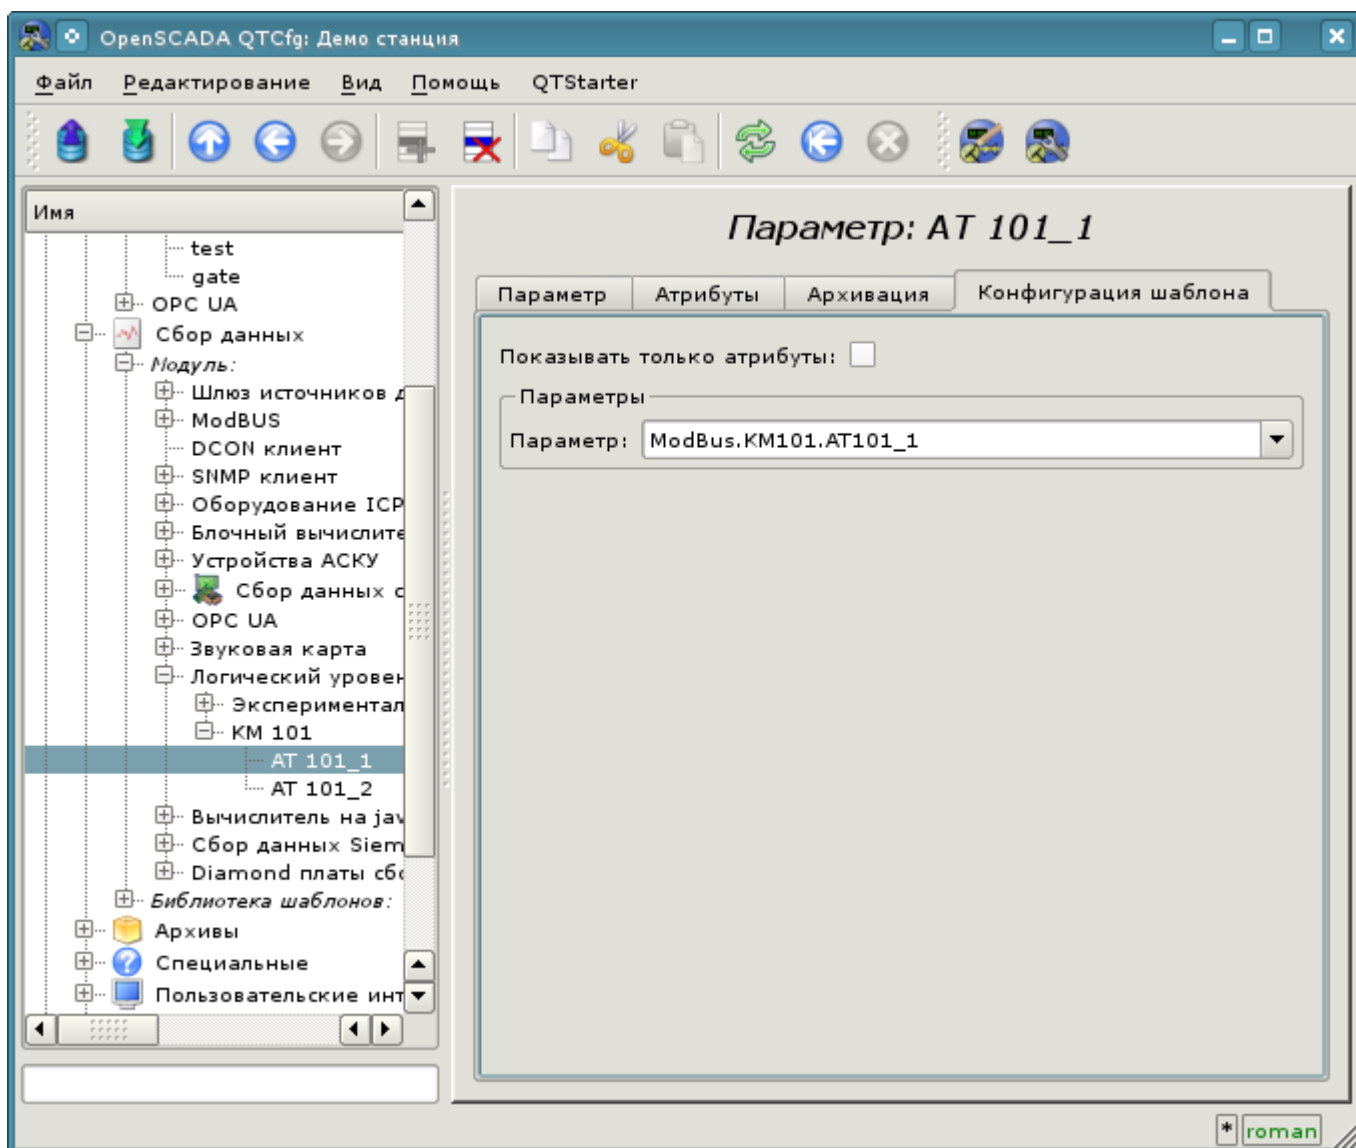 OpenSCADA QTCfg: Демо станция
Файл Редактирование Вид Помощь QTStarter
Имя
test
gate
OPC UA
Сбор данных
Модуль:
Шлюз источников д
ModBUS
DCON клиент
SNMP клиент
Оборудование ICP
Блочный вычислите
Устройства АСКУ
Сбор данных с
OPC UA
Звуковая карта
Логический уровен
Экспериментал
КМ 101
AT 101_1
AT 101_2
Вычислитель на jav
Сбор данных Siem
Diamond платы сбо
Библиотека шаблонов:
Архивы
Специальные
Пользовательские инт
Параметр: AT 101_1
Параметр Атрибуты Архивация Конфигурация шаблона
Показывать только атрибуты:
Параметры
Параметр: ModBus.KM101.AT101_1
* roman